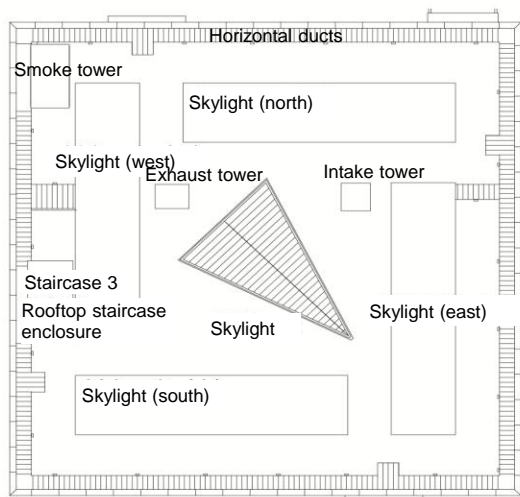 Horizontal ducts
Smoke tower
Skylight (north)
Skylight (west)
Exhaust tower
Intake tower
Staircase 3
Rooftop staircase
enclosure
Skylight
Skylight (east)
Skylight (south)